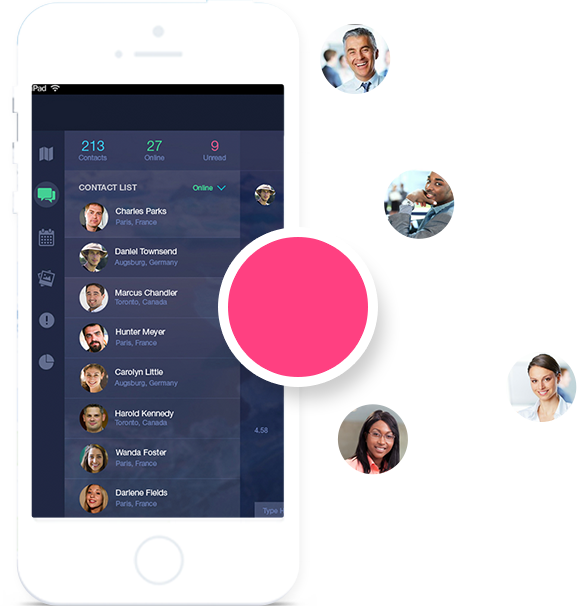 iPad
213 27 9
Contacts Online Unread
CONTACT LIST Online
Charles Parks
Paris, France
Daniel Townsend
Augsburg, Germany
Marcus Chandler
Toronto, Canada
Hunter Meyer
Paris, France
Carolyn Little
Augsburg, Germany
Harold Kennedy
Toronto, Canada
4.58
Wanda Foster
Paris, France
Darlene Fields
Paris, France
Type